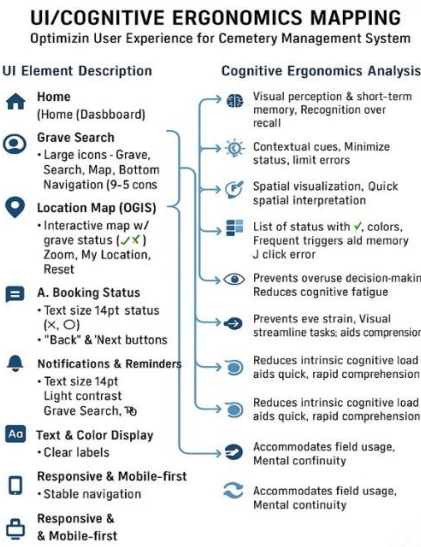 UI/COGNITIVE ERGONOMICS MAPPING
Optimizin User Experience for Cemetery Management System
UI Element Description
Home
(Home (Dasbboard)
Grave Search
• Large icons - Grave,
Search, Map, Bottom
Navigation (9-5 cons
Location Map (OGIS)
• Interactive map w/
grave status (✓✗)
Zoom, My Location,
Reset
A. Booking Status
• Text size 14pt status
(×, ○)
• "Back" & 'Next buttons
Notifications & Reminders
• Text size 14pt
Light contrast
Grave Search,
Aa Text & Color Display
• Clear labels
Responsive & Mobile-first
• Stable navigation
Responsive &
& Mobile-first
Cognitive Ergonomics Analysis
Visual perception & short-term
memory, Recognition over
recall
Contextual cues, Minimize
status, limit errors
Spatial visualization, Quick
spatial interpretation
List of status with ✓, colors,
Frequent triggers ald memory
J click error
Prevents overuse decision-makin
Reduces cognitive fatigue
Prevents eve strain, Visual
streamline tasks; aids comprension
Reduces intrinsic cognitive load
aids quick, rapid comprehension
Reduces intrinsic cognitive load
aids quick, rapid comprehension
Accommodates field usage,
Mental confinuity
Accommodates field usage,
Mental continuity